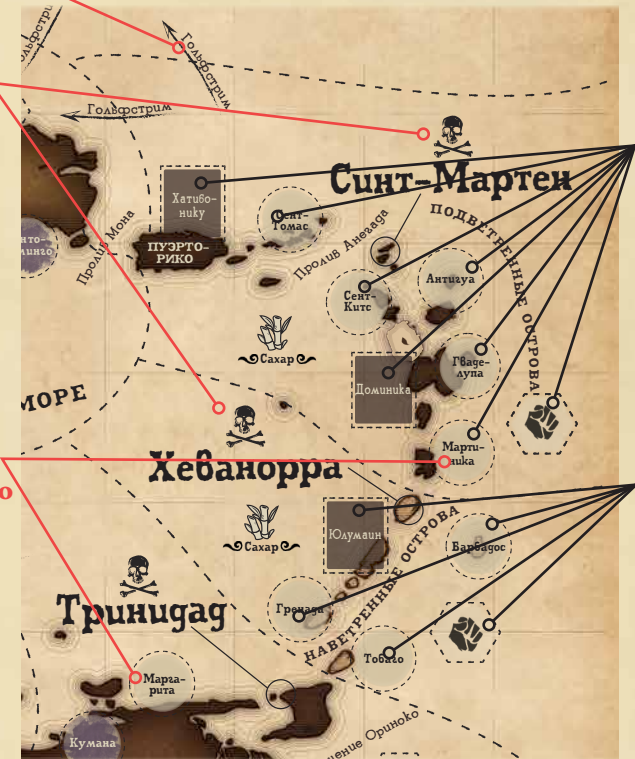 Гольфстрим
Гольфстрим
Синт-Мартен
Хатибо-
нику
Сент-
Томас
ПОДВЕТРЕННЫЕ ОСТРОВА
Пролив Мона
Пролив Анегада
ПУЭРТО-
РИКО
Антигуа
Сент-
Китс
Сахар
Гваде-
лупа
Доминика
МОРЕ
Марти-
ника
Хеванорра
о
Юлумаин
Сахар
Барбадос
НАВЕТРЕННЫЕ ОСТРОВА
Тринидад
Гренада
Тобаго
Марга-
рита
Кумана
Ориноко